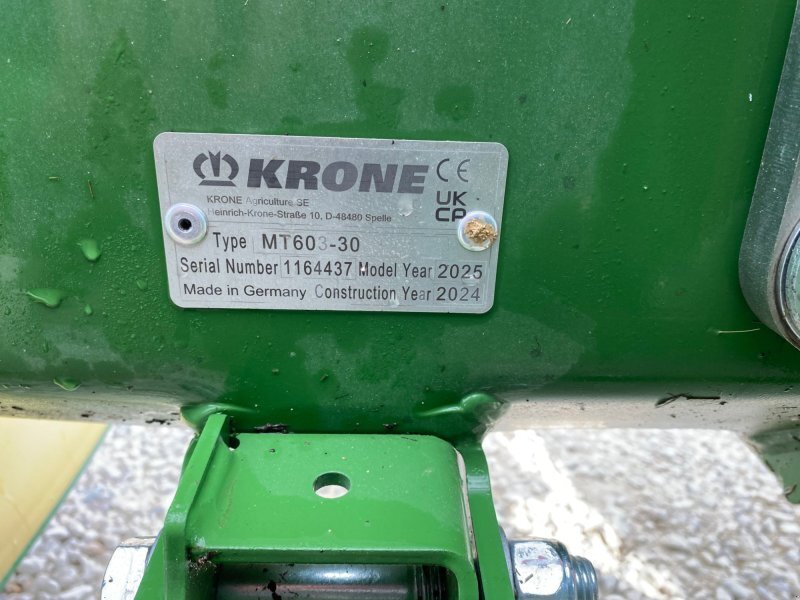 KRONE CE
KRONE Agriculture SE
Heinrich-Krone-Straße 10, D-48480 Spelle
UK
CA
Type MT603-30
Serial Number 1164437 Model Year 2025
Made in Germany Construction Year 2024